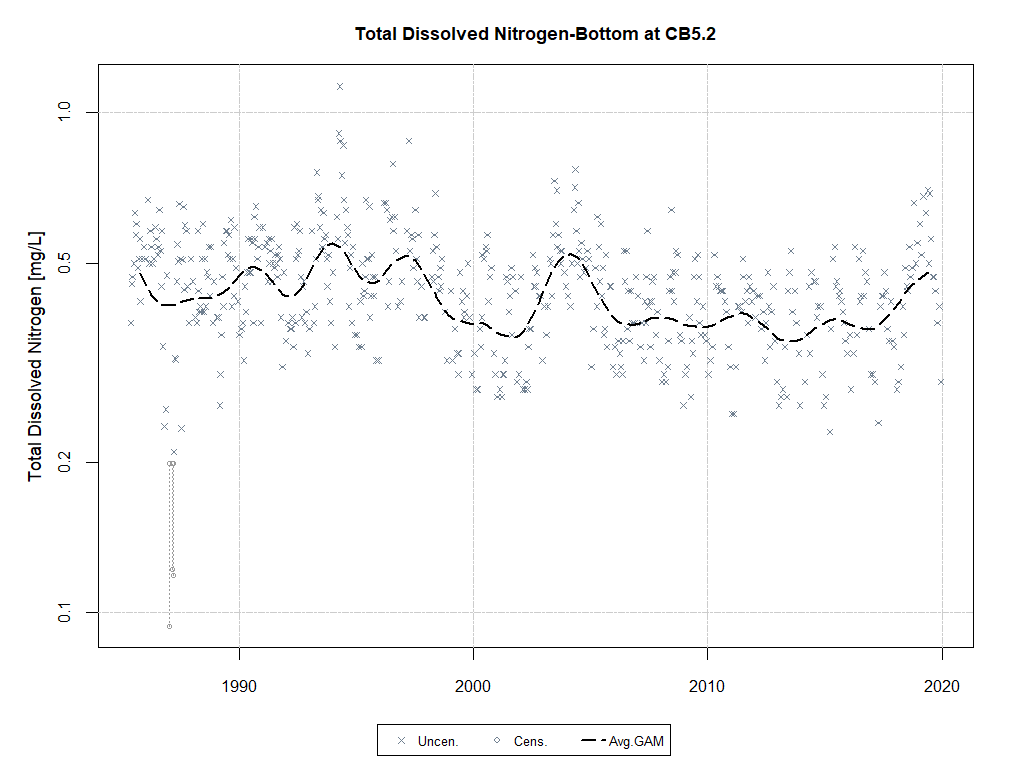 Total Dissolved Nitrogen-Bottom at CB5.2
Total Dissolved Nitrogen [mg/L]
1.0
0.5
0.2
0.1
1990 2000 2010 2020
Uncen. Cens. Avg.GAM